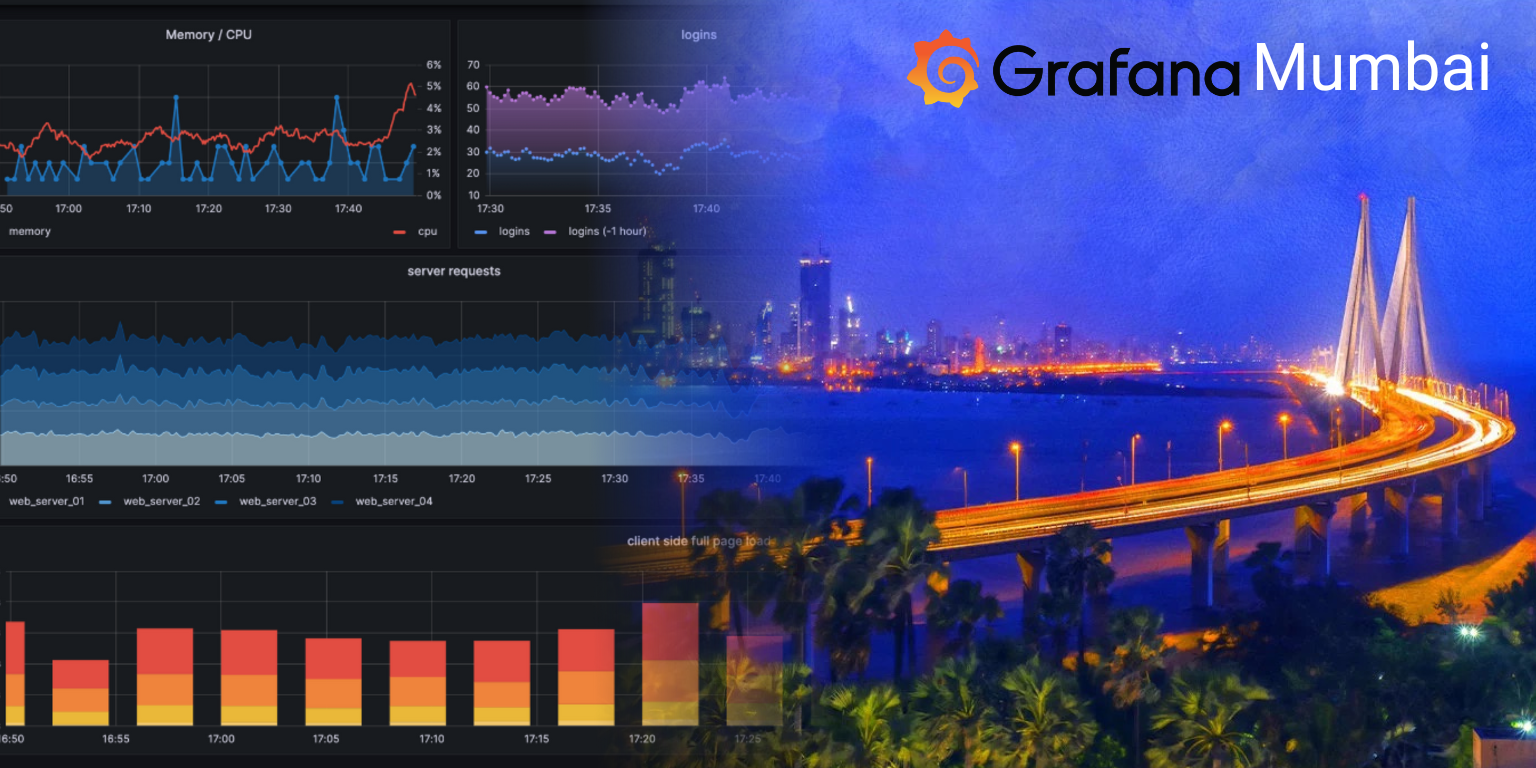 Grafana Mumbai
Memory / CPU
6%
5%
4%
3%
2%
1%
0%
50 17:00 17:10 17:20 17:30 17:40
memory cpu
logins
70
60
50
40
30
20
10
17:30 17:35 17:40
logins logins (-1 hour)
server requests
:50 16:55 17:00 17:05 17:10 17:15 17:20 17:25 17:30 17:35 17:40
web_server_01 web_server_02 web_server_03 web_server_04
client side full page load
6:50 16:55 17:00 17:05 17:10 17:15 17:20 17:25